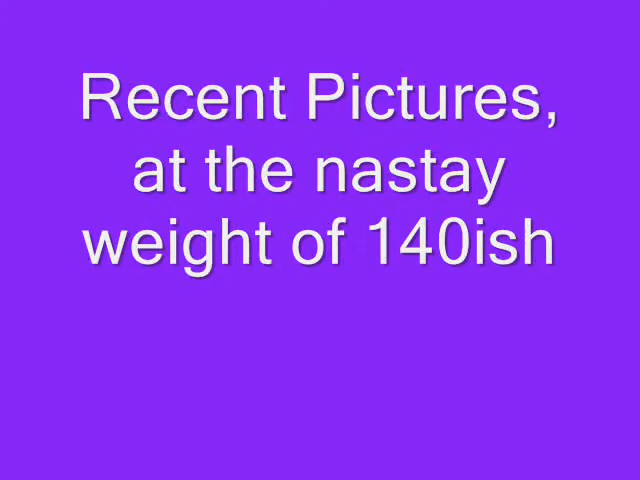 Recent Pictures,
at the nastay
weight of 140ish